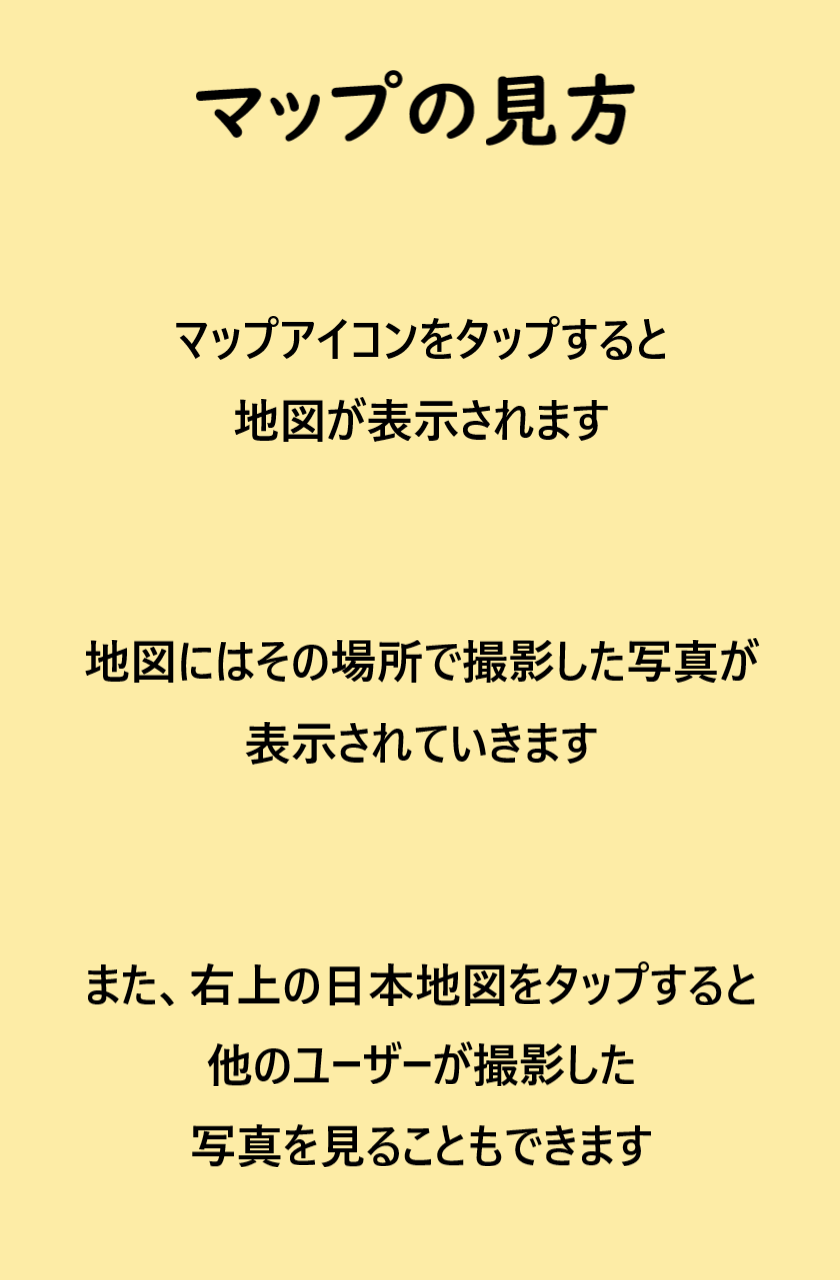 マップの見方
マップアイコンをタップすると
地図が表示されます
地図にはその場所で撮影した写真が
表示されていきます
また、右上の日本地図をタップすると
他のユーザーが撮影した
写真を見ることもできます